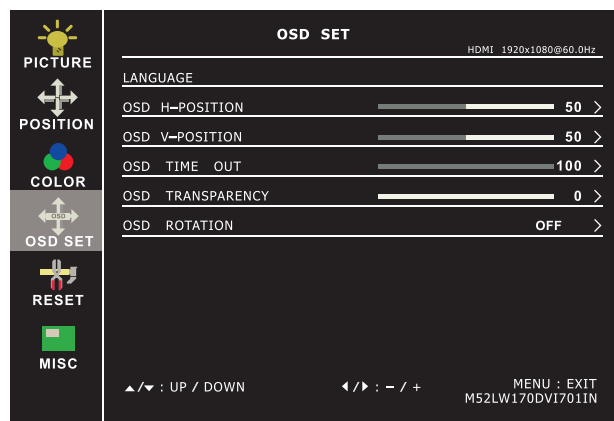 OSD SET
HDMI 1920x1080@60.0Hz
PICTURE
POSITION
COLOR
OSD
OSD SET
RESET
MISC
LANGUAGE
OSD H-POSITION 50 >
OSD V-POSITION 50 >
OSD TIME OUT 100 >
OSD TRANSPARENCY 0 >
OSD ROTATION OFF >
▲/▼ : UP / DOWN ◀/▶ : - / + MENU : EXIT
M52LW170DVI701IN